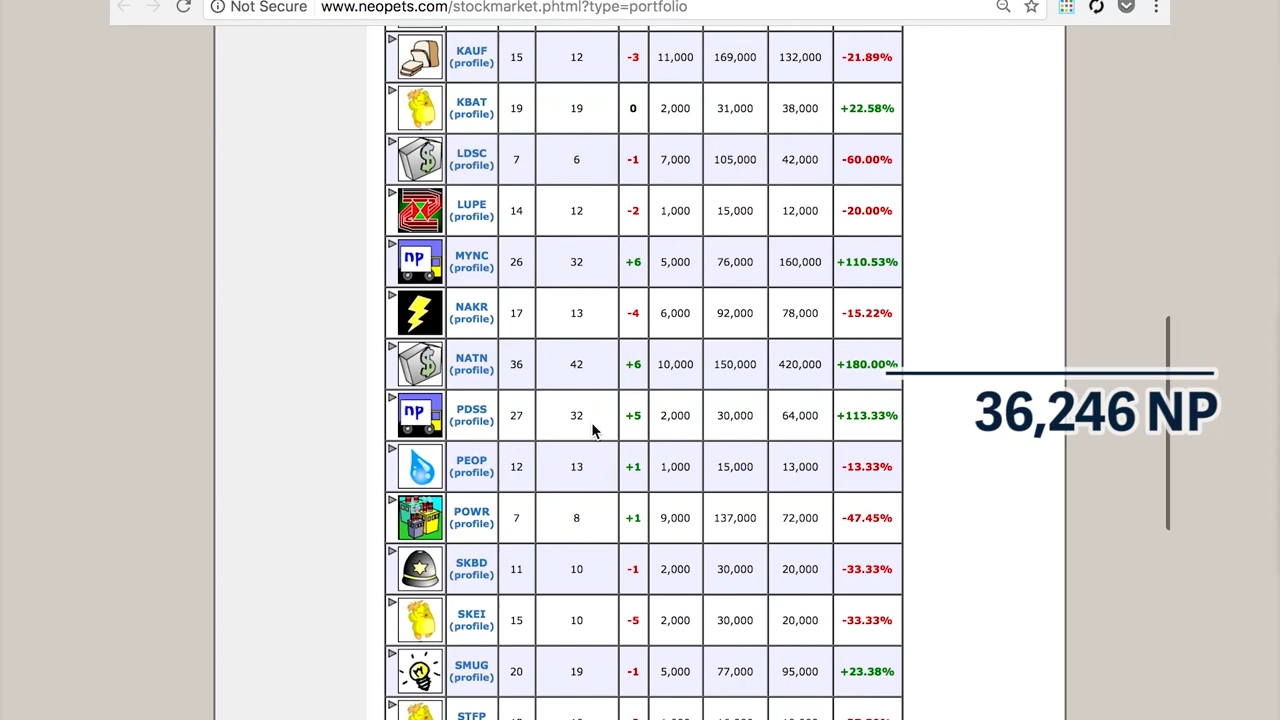 Not Secure www.neopets.com/stockmarket.phtml?type=portfolio
KAUF (profile) 15 12 -3 11,000 169,000 132,000 -21.89%
KBAT (profile) 19 19 0 2,000 31,000 38,000 +22.58%
LDSC (profile) 7 6 -1 7,000 105,000 42,000 -60.00%
LUPE (profile) 14 12 -2 1,000 15,000 12,000 -20.00%
np MYNC (profile) 26 32 +6 5,000 76,000 160,000 +110.53%
NAKR (profile) 17 13 -4 6,000 92,000 78,000 -15.22%
NATN (profile) 36 42 +6 10,000 150,000 420,000 +180.00%
np PDSS (profile) 27 32 +5 2,000 30,000 64,000 +113.33%
36,246 NP
PEOP (profile) 12 13 +1 1,000 15,000 13,000 -13.33%
POWR (profile) 7 8 +1 9,000 137,000 72,000 -47.45%
SKBD (profile) 11 10 -1 2,000 30,000 20,000 -33.33%
SKEI (profile) 15 10 -5 2,000 30,000 20,000 -33.33%
SMUG (profile) 20 19 -1 5,000 77,000 95,000 +23.38%
STFP